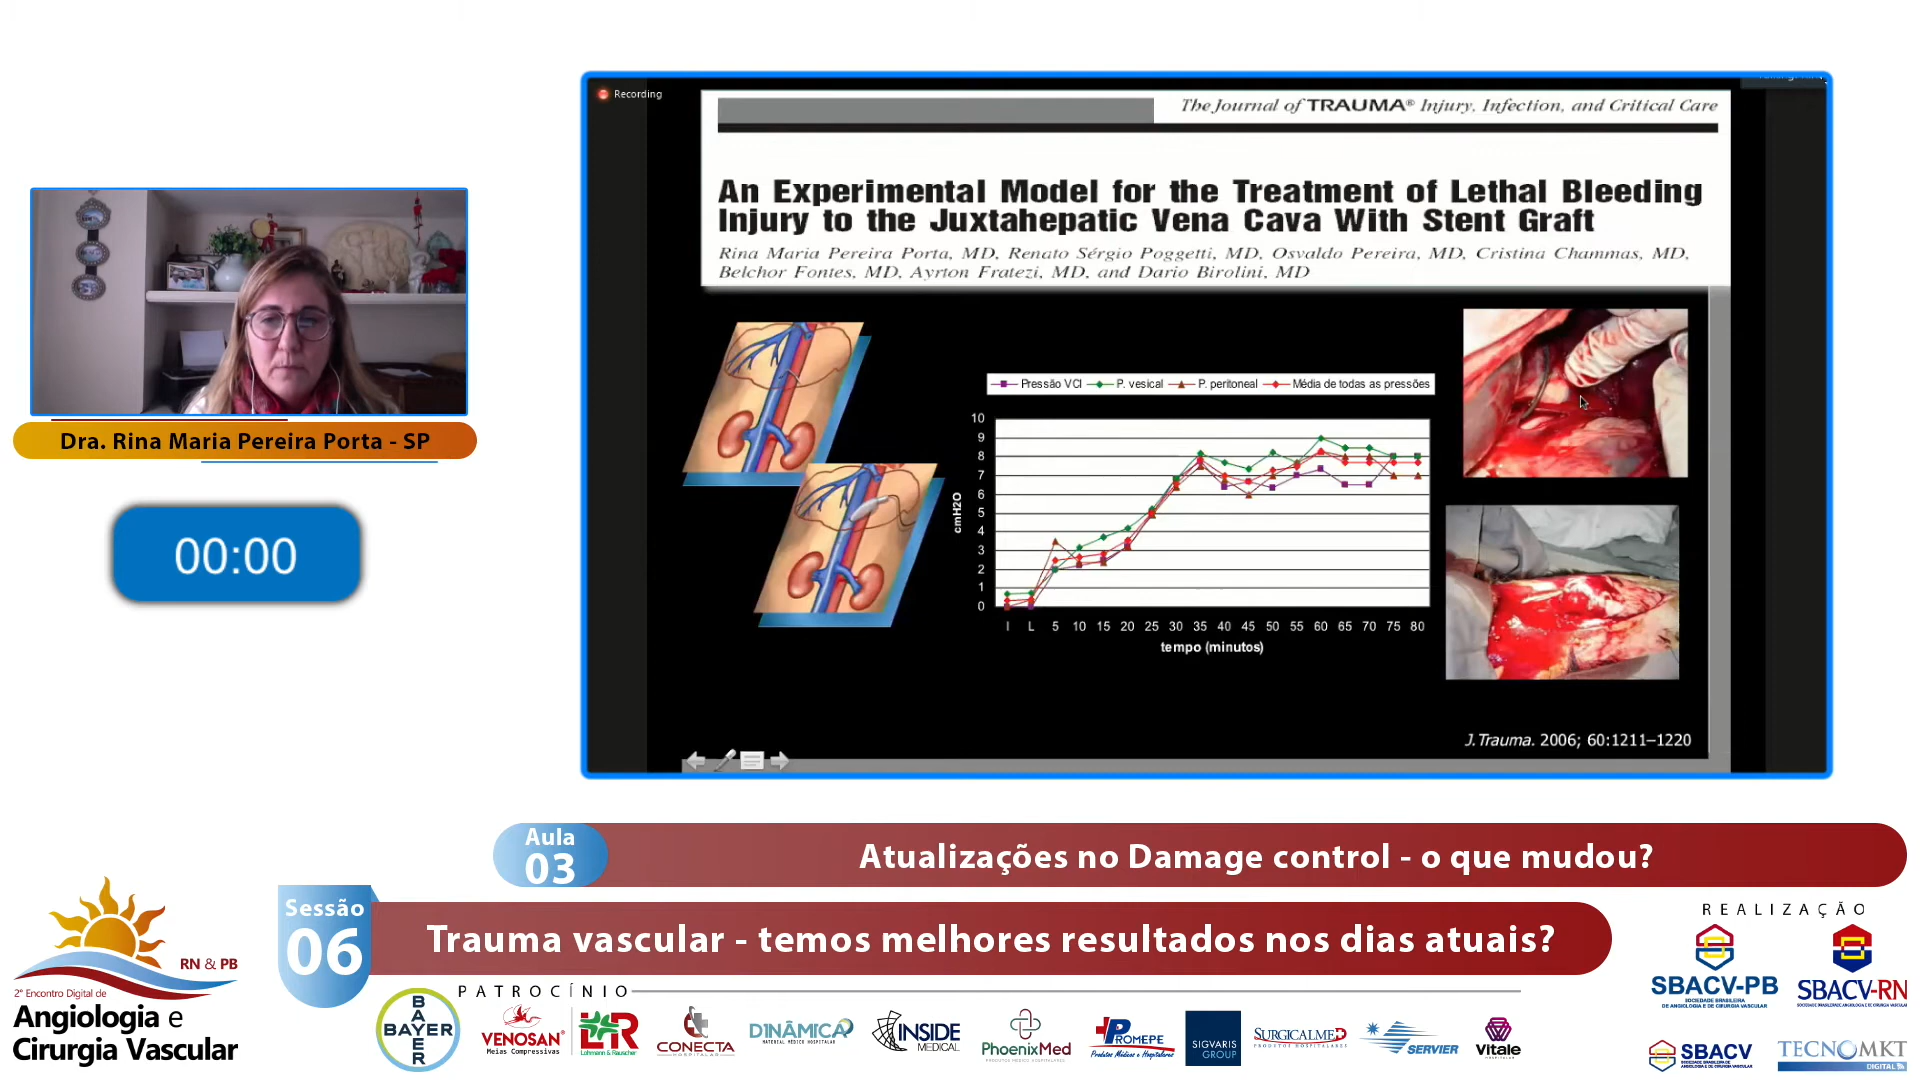 Recording
The Journal of TRAUMA® Injury, Infection, and Critical Care
An Experimental Model for the Treatment of Lethal Bleeding
Injury to the Juxtahepatic Vena Cava With Stent Graft
Rina Maria Pereira Porta, MD, Renato Sérgio Poggetti, MD, Osvaldo Pereira, MD, Cristina Chammas, MD,
Belchor Fontes, MD, Ayrton Fratezi, MD, and Dario Birolini, MD
Pressão VCI P. vesical P. peritoneal Média de todas as pressões
10
9
8
7
6
5
4
3
2
1
0
cmH2O
I L 5 10 15 20 25 30 35 40 45 50 55 60 65 70 75 80
tempo (minutos)
J.Trauma. 2006; 60:1211–1220
Dra. Rina Maria Pereira Porta - SP
00:00
Aula
03
Atualizações no Damage control - o que mudou?
Sessão
06
Trauma vascular - temos melhores resultados nos dias atuais?
RN & PB
2º Encontro Digital de
Angiologia e
Cirurgia Vascular
PATROCÍNIO
BAYER
BAYER
VENOSAN®
Meias Compressivas
L&R
Lohmann & Rauscher
CONECTA
HOSPITALAR
DINÂMICA
MATERIAL MÉDICO HOSPITALAR
INSIDE
MEDICAL
PhoenixMed
PRODUTOS MÉDICOS E HOSPITALARES
PROMEPE
Produtos Médicos e Hospitalares
SIGVARIS
GROUP
SURGICALMED
PRODUTOS HOSPITALARES
SERVIER
Vitale
REALIZAÇÃO
SBACV-PB
SOCIEDADE BRASILEIRA
DE ANGIOLOGIA E DE CIRURGIA VASCULAR
SBACV-RN
SOCIEDADE BRASILEIRA DE ANGIOLOGIA E DE CIRURGIA VASCULAR
SBACV
SOCIEDADE BRASILEIRA DE
ANGIOLOGIA E DE CIRURGIA VASCULAR
TECNOMKT
DIGITAL